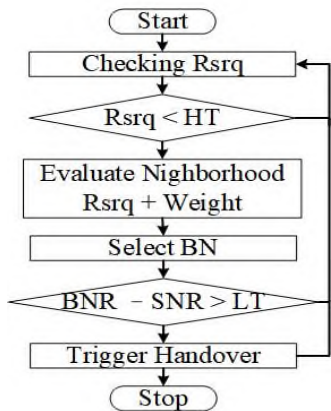 Start
Checking Rsrq
Rsrq < HT
Evaluate Nighborhood
Rsrq + Weight
Select BN
BNR – SNR > LT
Trigger Handover
Stop